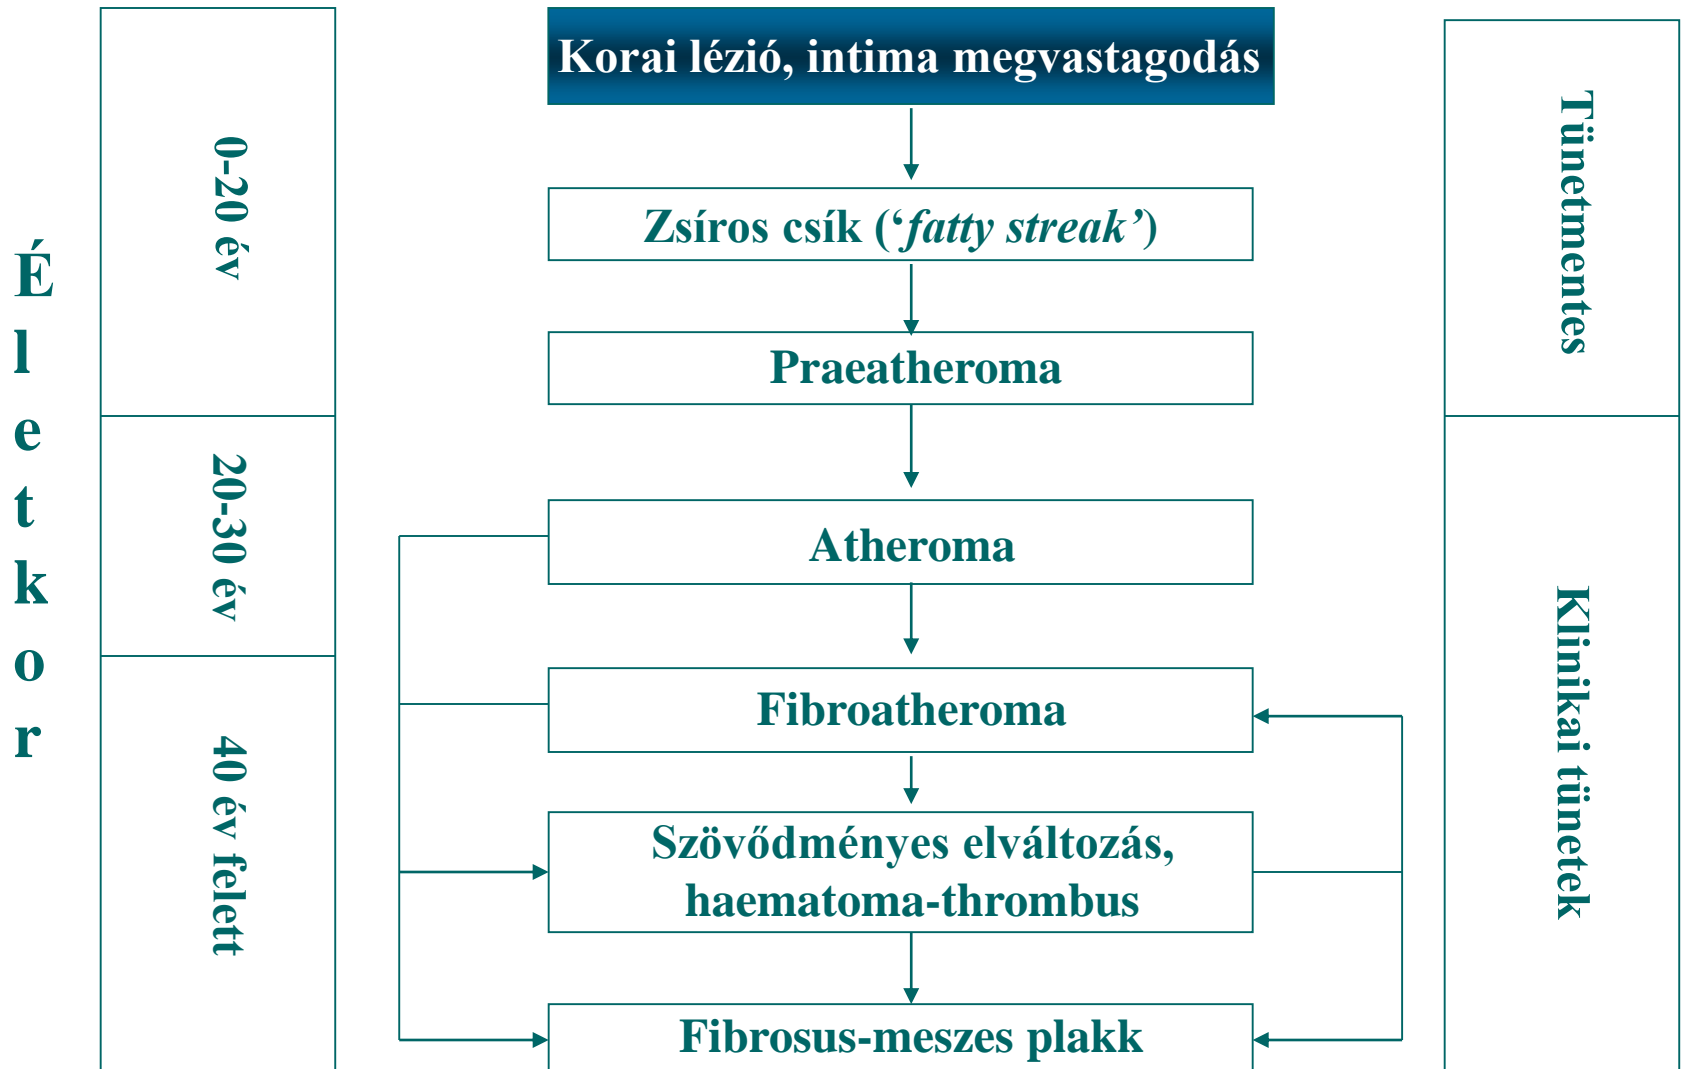 Életkor
0-20 év
20-30 év
40 év felett
Korai lézió, intima megvastagodás
Zsíros csík (‘fatty streak’)
Praeatheroma
Atheroma
Fibroatheroma
Szövődményes elváltozás,
haematoma-thrombus
Fibrosus-meszes plakk
Tünetmentes
Klinikai tünetek